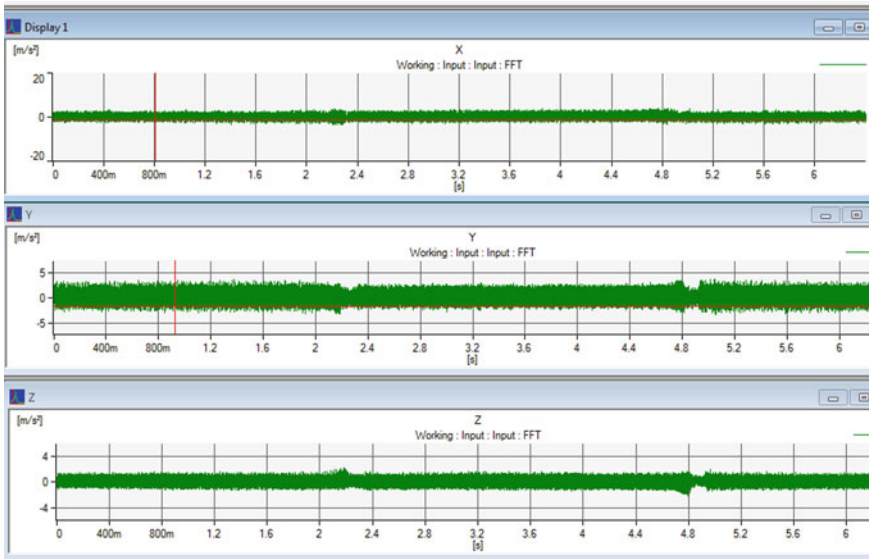 Display 1
[m/s²]
X
Working : Input : Input : FFT
20
0
-20
0 400m 800m 1.2 1.6 2 2.4 2.8 3.2 3.6 4 4.4 4.8 5.2 5.6 6
[s]
Y
[m/s²]
Y
Working : Input : Input : FFT
5
0
-5
0 400m 800m 1.2 1.6 2 2.4 2.8 3.2 3.6 4 4.4 4.8 5.2 5.6 6
[s]
Z
[m/s²]
Z
Working : Input : Input : FFT
4
0
-4
0 400m 800m 1.2 1.6 2 2.4 2.8 3.2 3.6 4 4.4 4.8 5.2 5.6 6
[s]